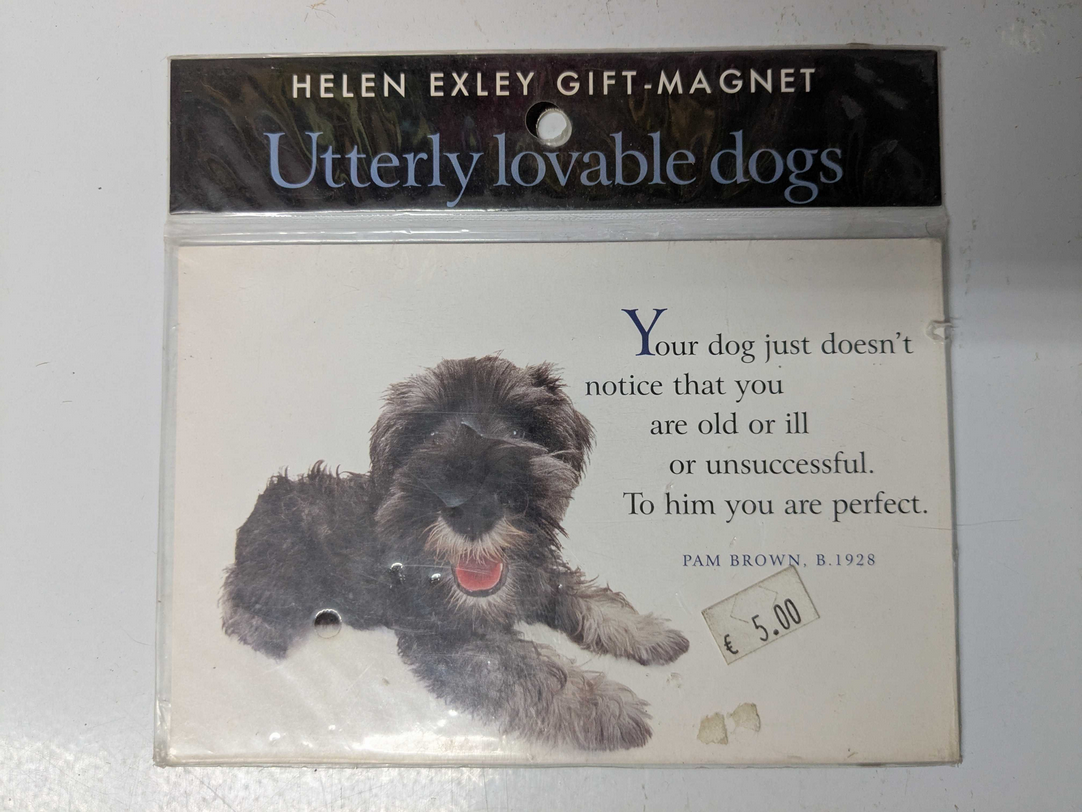 HELEN EXLEY GIFT-MAGNET
Utterly lovable dogs
Your dog just doesn't
notice that you
are old or ill
or unsuccessful.
To him you are perfect.
PAM BROWN, B.1928
€ 5.00